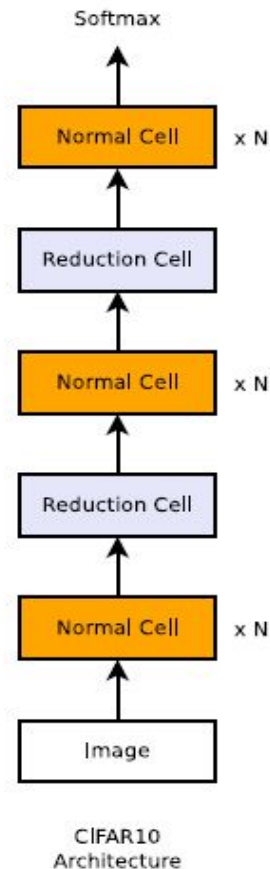 Softmax
Normal Cell x N
Reduction Cell
Normal Cell x N
Reduction Cell
Normal Cell x N
Image
CIFAR10
Architecture